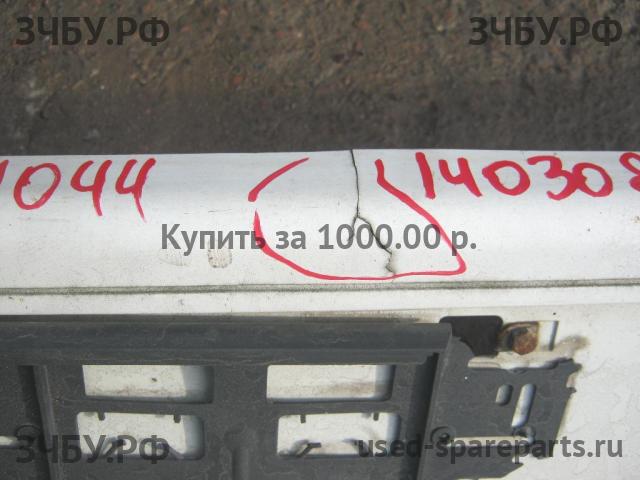 ЗЧБУ.РФ ЗЧБУ.РФ
1044 140308
Купить за 1000.00 р.
ЗЧБУ.РФ used-spareparts.ru